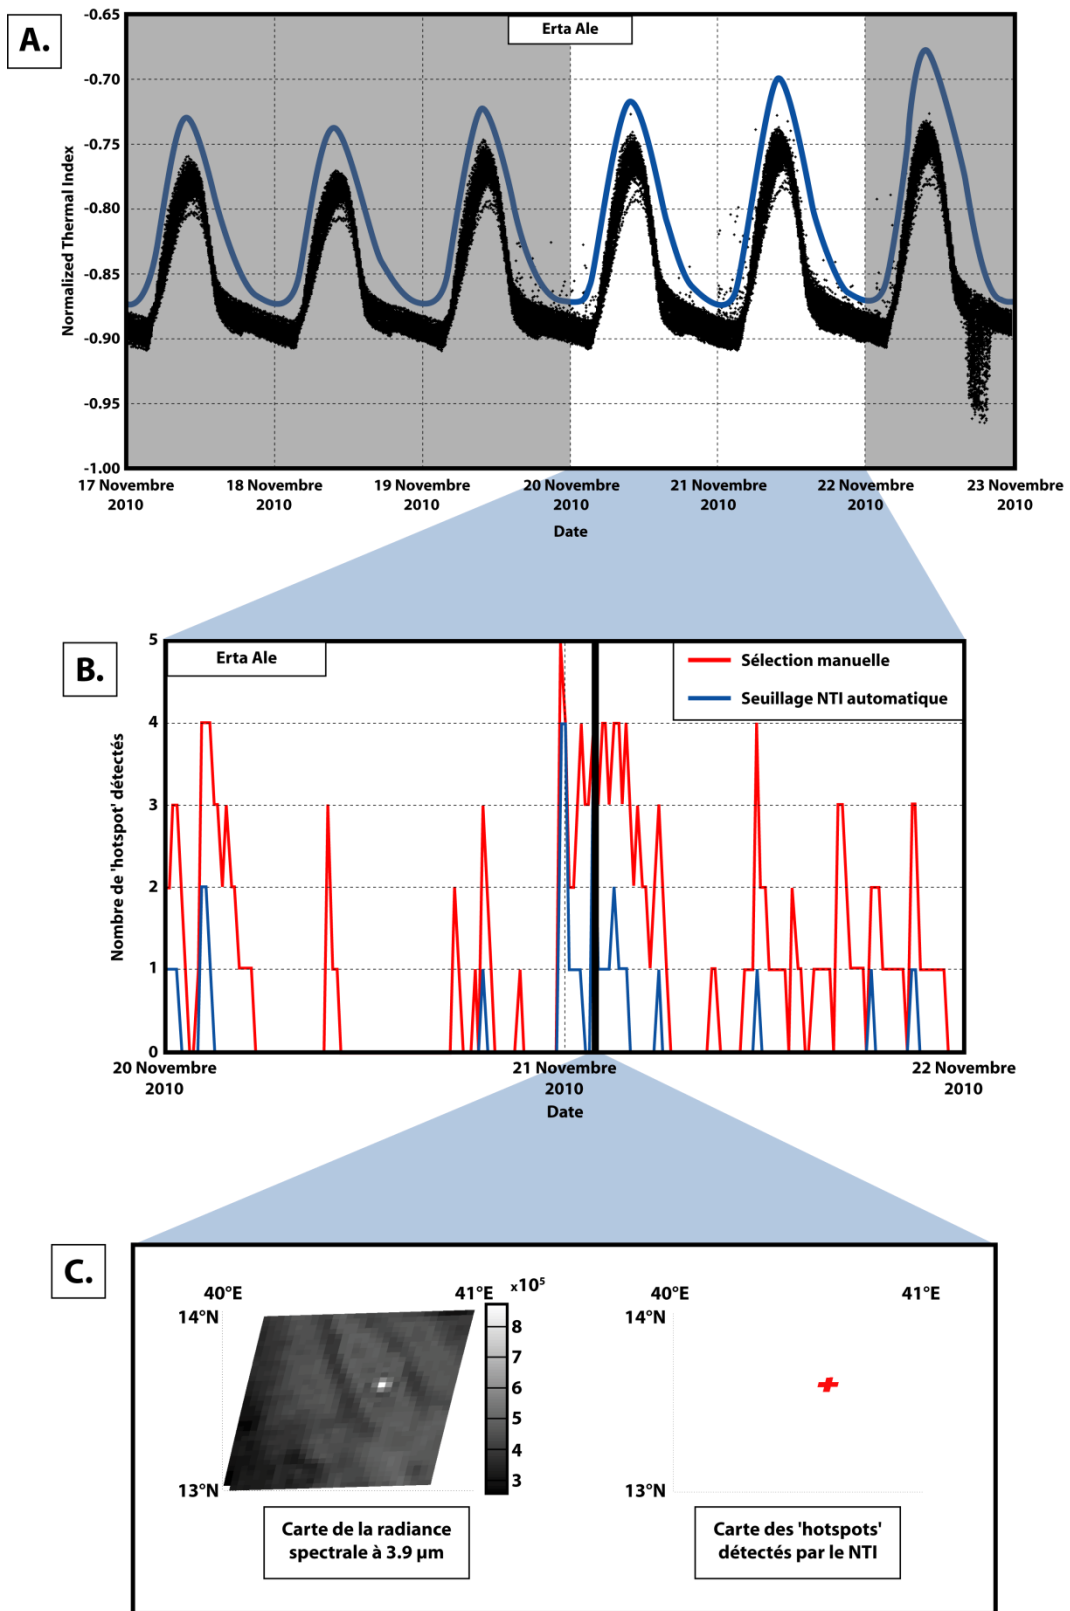 A.
Erta Ale
Normalized Thermal Index
-0.65
-0.70
-0.75
-0.80
-0.85
-0.90
-0.95
-1.00
17 Novembre 2010
18 Novembre 2010
19 Novembre 2010
20 Novembre 2010
21 Novembre 2010
22 Novembre 2010
23 Novembre 2010
Date
B.
Erta Ale
Sélection manuelle
Seuillage NTI automatique
Nombre de 'hotspot' détectés
5
4
3
2
1
0
20 Novembre 2010
21 Novembre 2010
22 Novembre 2010
Date
C.
40°E
41°E
x10⁵
14°N
13°N
8
7
6
5
4
3
Carte de la radiance
spectrale à 3.9 µm
40°E
41°E
14°N
13°N
Carte des 'hotspots'
détectés par le NTI